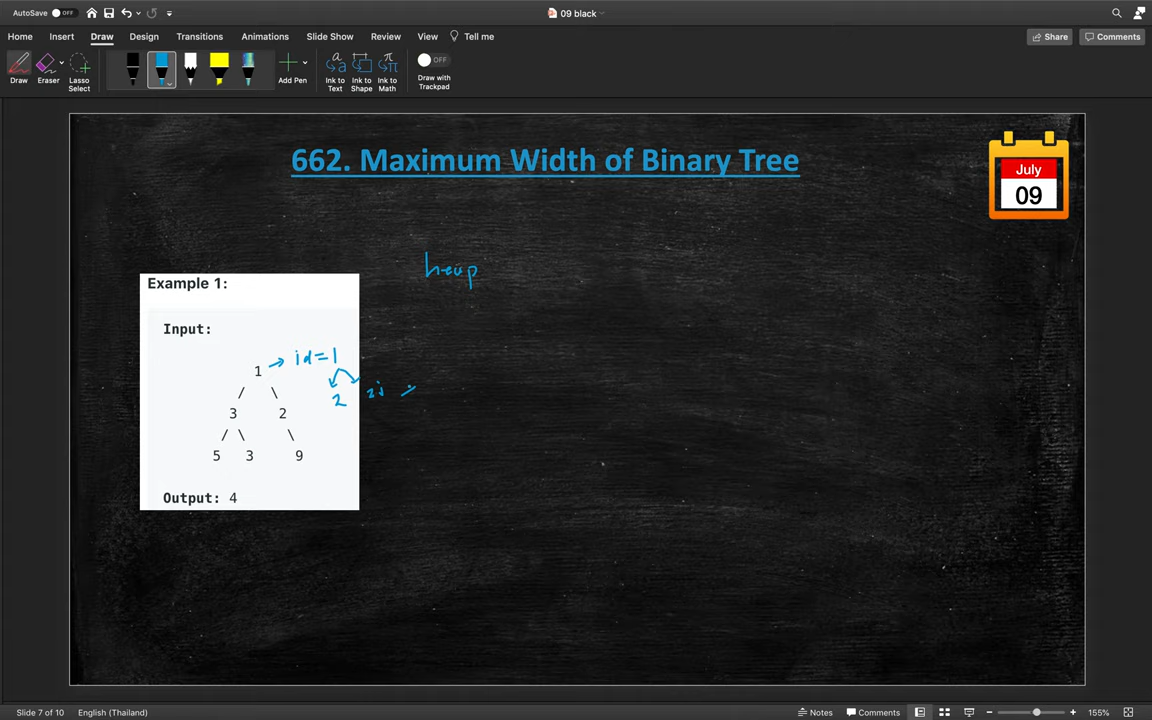 AutoSave OFF 09 black
Home Insert Draw Design Transitions Animations Slide Show Review View Tell me Share Comments
Draw Eraser Lasso Select Add Pen Ink to Text Ink to Shape Ink to Math OFF Draw with Trackpad
662. Maximum Width of Binary Tree
July
09
heap
Example 1:
Input:
1 → id=1
3 2
2
5 3 9
Output: 4
Slide 7 of 10 English (Thailand) Notes Comments 155%